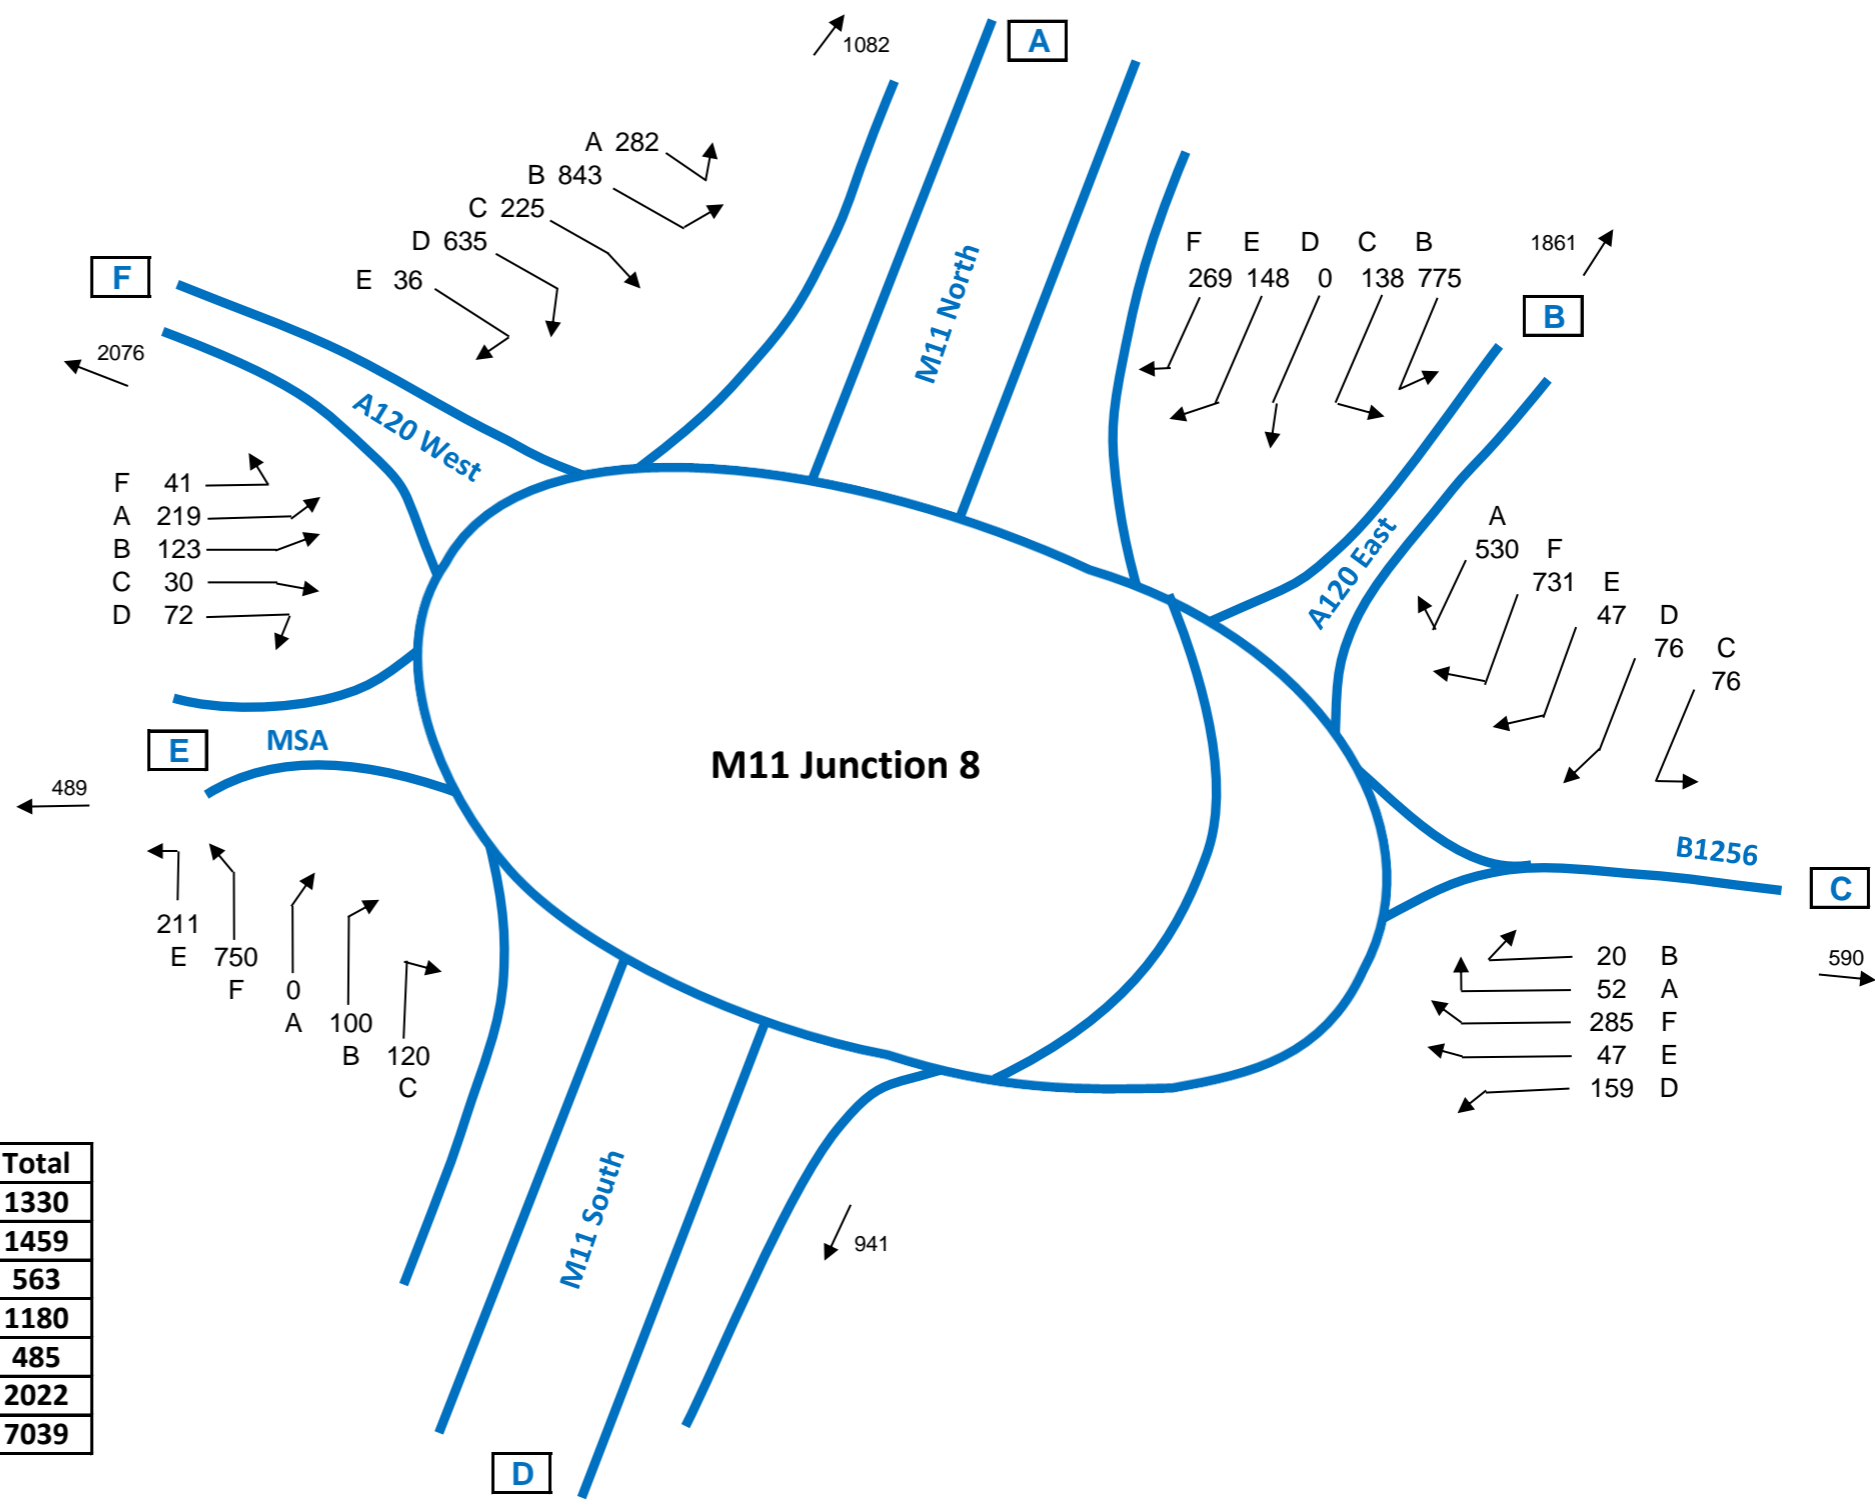 1082
A
A 282
B 843
C 225
D 635
E 36
F
2076
A120 West
M11 North
F E D C B
269 148 0 138 775
1861
B
A120 East
A
530 F
731 E
47 D
76 C
76
F 41
A 219
B 123
C 30
D 72
MSA
E
489
M11 Junction 8
B1256
C
590
211
E 750
F 0
A 100
B 120
C
20 B
52 A
285 F
47 E
159 D
Total
1330
1459
563
1180
485
2022
7039
M11 South
941
D